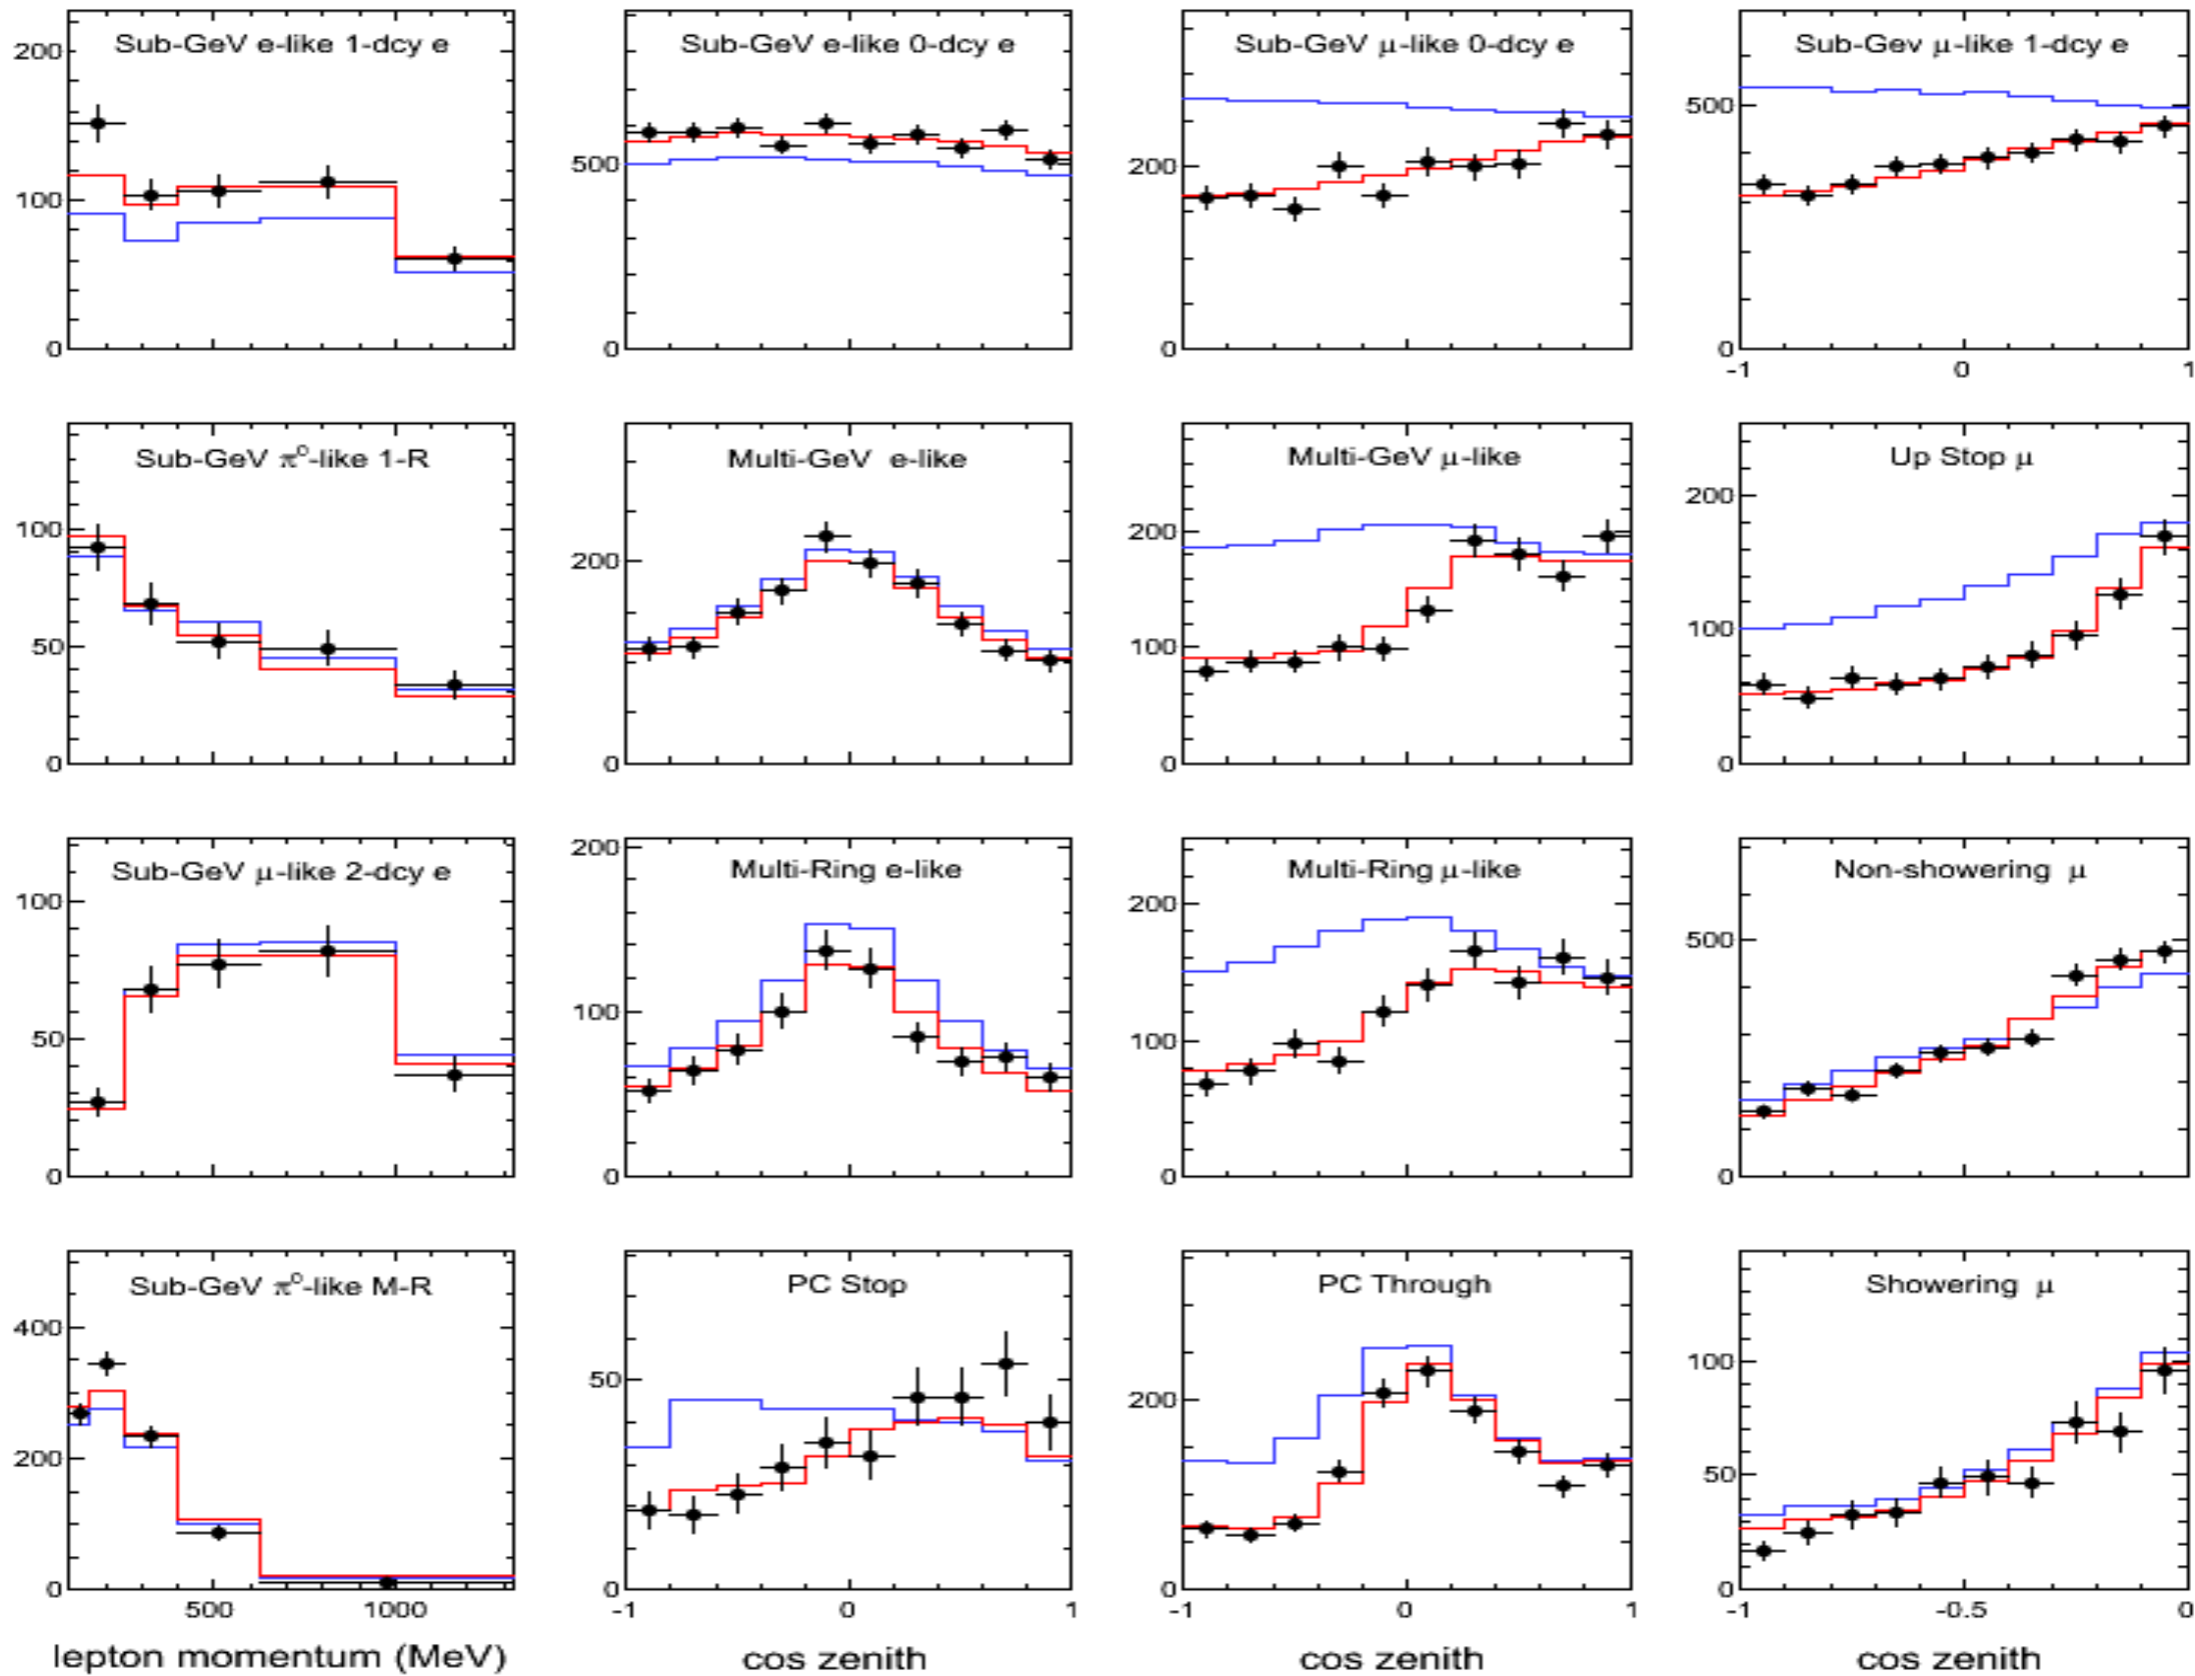 Sub-GeV e-like 1-dcy e
200
100
0
Sub-GeV e-like 0-dcy e
500
0
Sub-GeV μ-like 0-dcy e
200
0
Sub-Gev μ-like 1-dcy e
500
0
-1 0 1
Sub-GeV π⁰-like 1-R
100
50
0
Multi-GeV e-like
200
0
Multi-GeV μ-like
200
100
0
Up Stop μ
200
100
0
Sub-GeV μ-like 2-dcy e
100
50
0
Multi-Ring e-like
200
100
0
Multi-Ring μ-like
200
100
0
Non-showering μ
500
0
Sub-GeV π⁰-like M-R
400
200
0
500 1000
lepton momentum (MeV)
PC Stop
50
0
-1 0 1
cos zenith
PC Through
200
0
-1 0 1
cos zenith
Showering μ
100
50
0
-1 -0.5 0
cos zenith